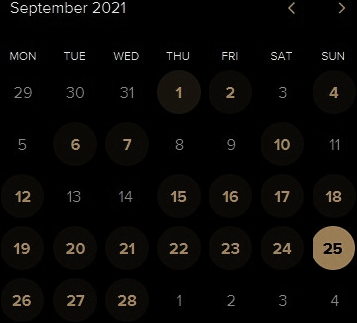 September 2021
MON TUE WED THU FRI SAT SUN
29 30 31 1 2 3 4
5 6 7 8 9 10 11
12 13 14 15 16 17 18
19 20 21 22 23 24 25
26 27 28 1 2 3 4